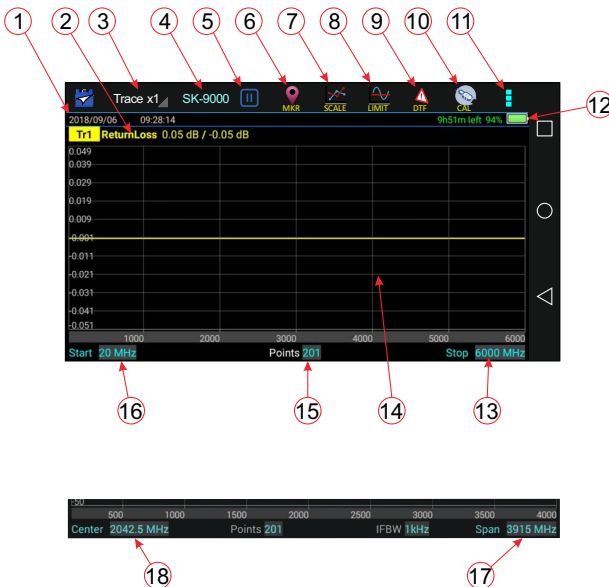 1 2 3 4 5 6 7 8 9 10 11
Trace x1 SK-9000 MKR SCALE LIMIT DTF CAL
12
2018/09/06 09:28:14 9h51m left 94%
Tr1 ReturnLoss 0.05 dB / -0.05 dB
0.049
0.039
0.029
0.019
0.009
-0.001
-0.011
-0.021
-0.031
-0.041
-0.051
1000 2000 3000 4000 5000 6000
Start 20 MHz Points 201 Stop 6000 MHz
16 15 14 13
-50
500 1000 1500 2000 2500 3000 3500 4000
Center 2042.5 MHz Points 201 IFBW 1kHz Span 3915 MHz
18 17